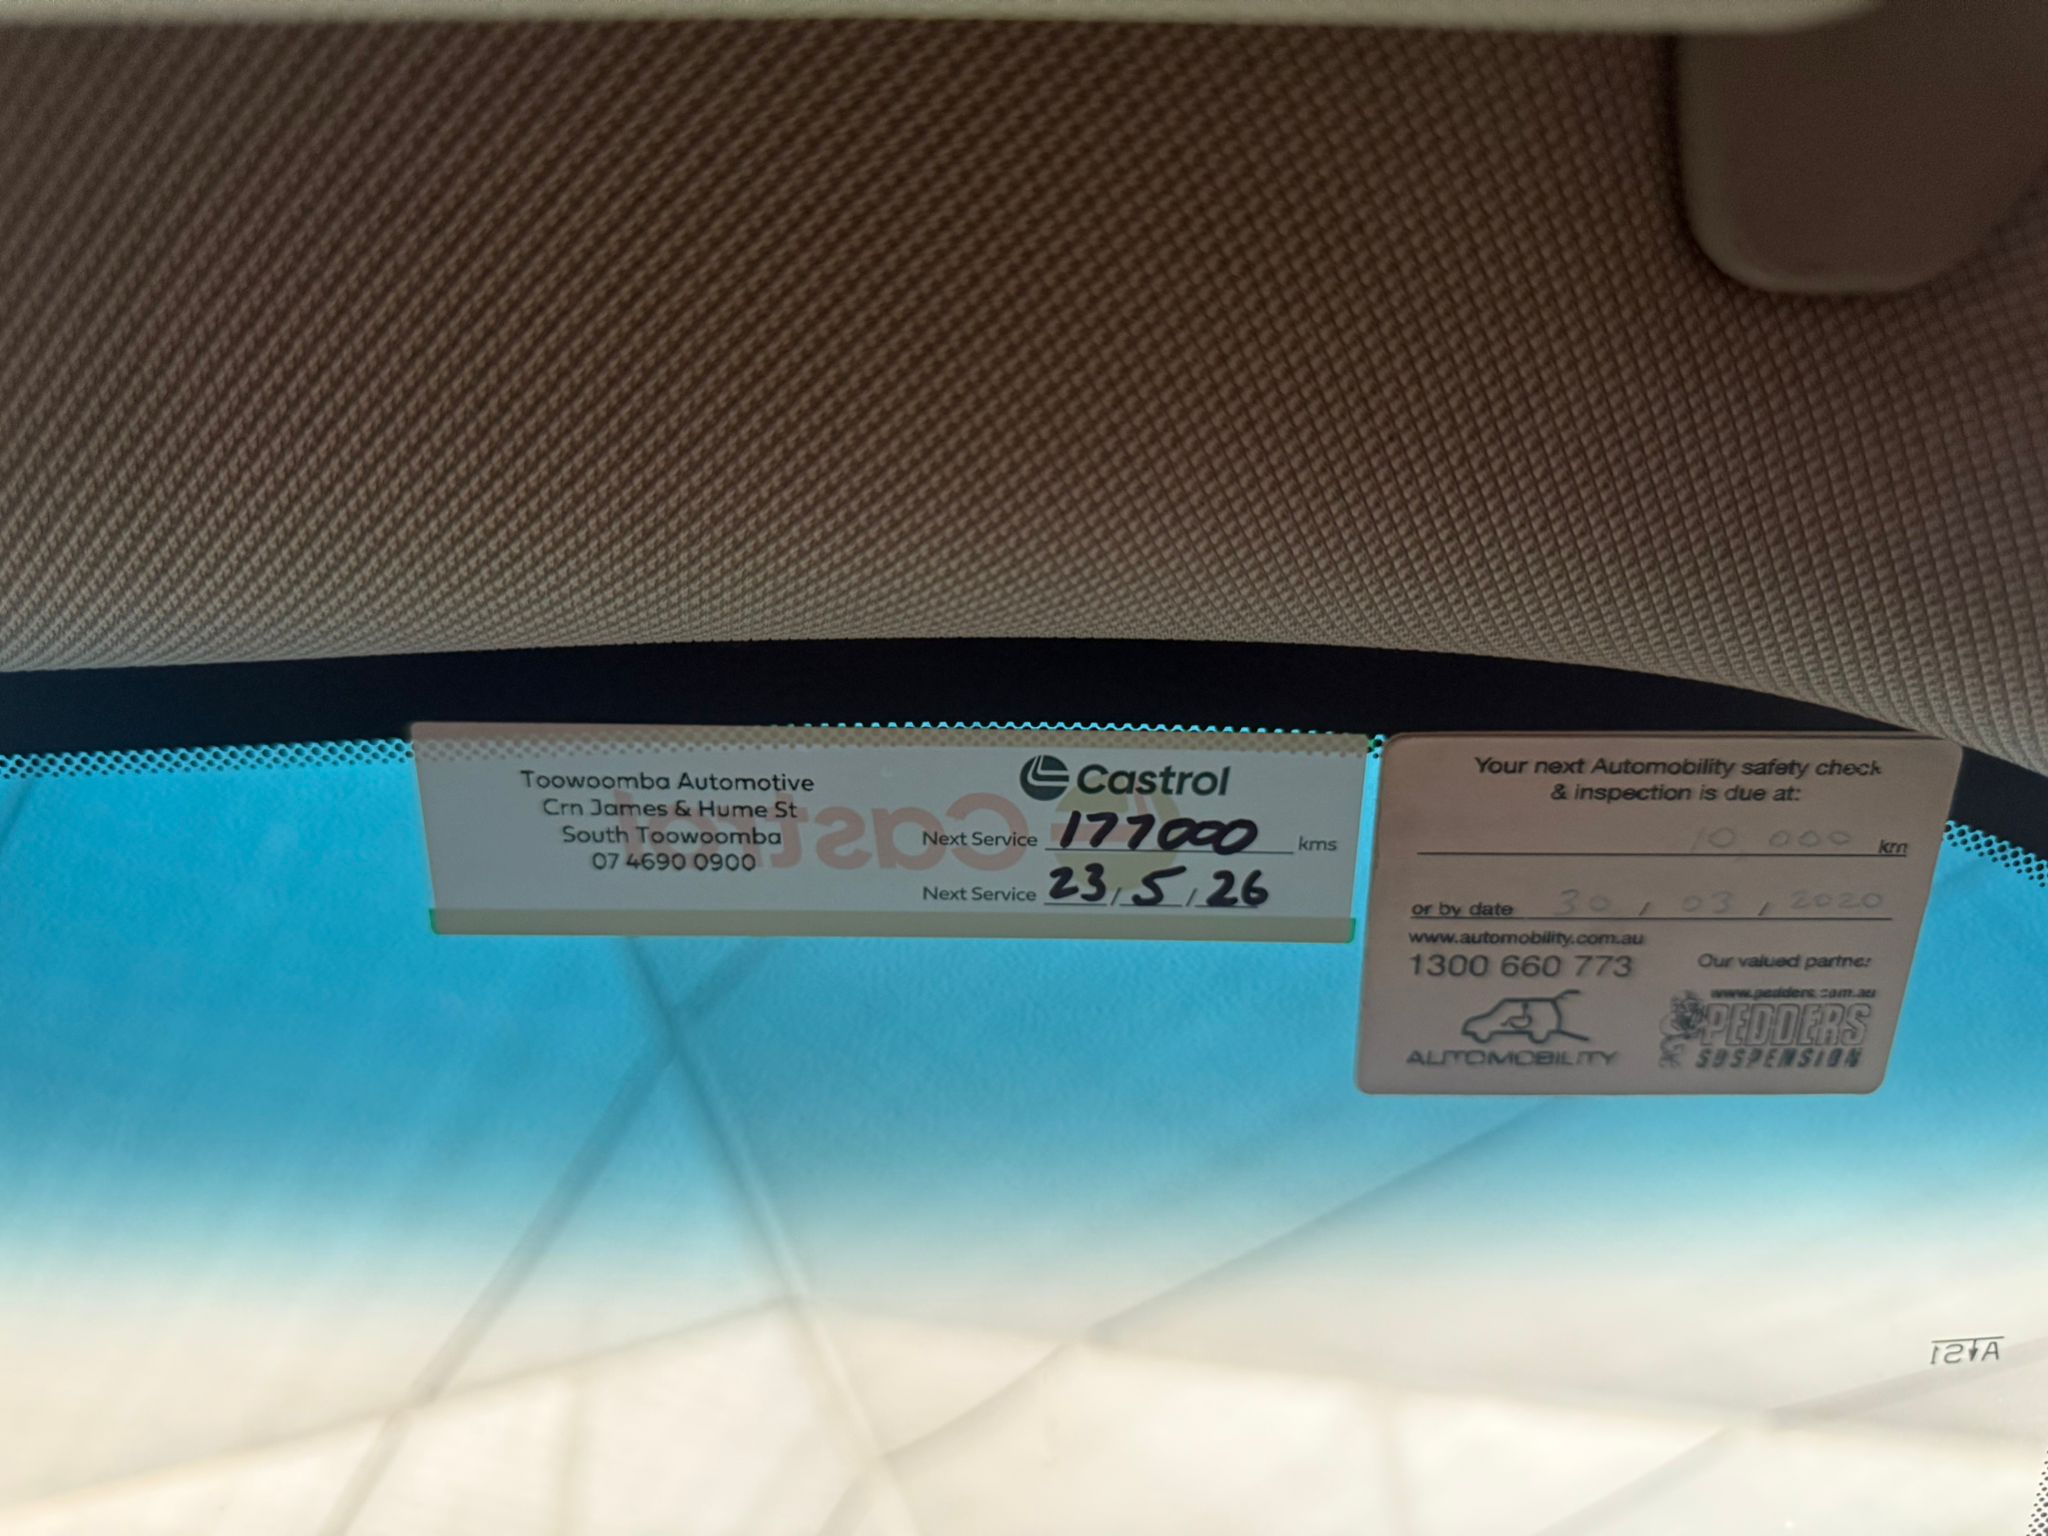 Toowoomba Automotive
Crn James & Hume St
South Toowoomba
07 4690 0900
Castrol
Next Service 177000 kms
Next Service 23/5/26
Castrol
Your next Automobility safety check
& inspection is due at:
10,000 km
or by date 30 / 03 / 2020
www.automobility.com.au
1300 660 773
Our valued partner
www.pedders.com.au
AUTOMOBILITY
PEDDERS
SUSPENSION
AS1